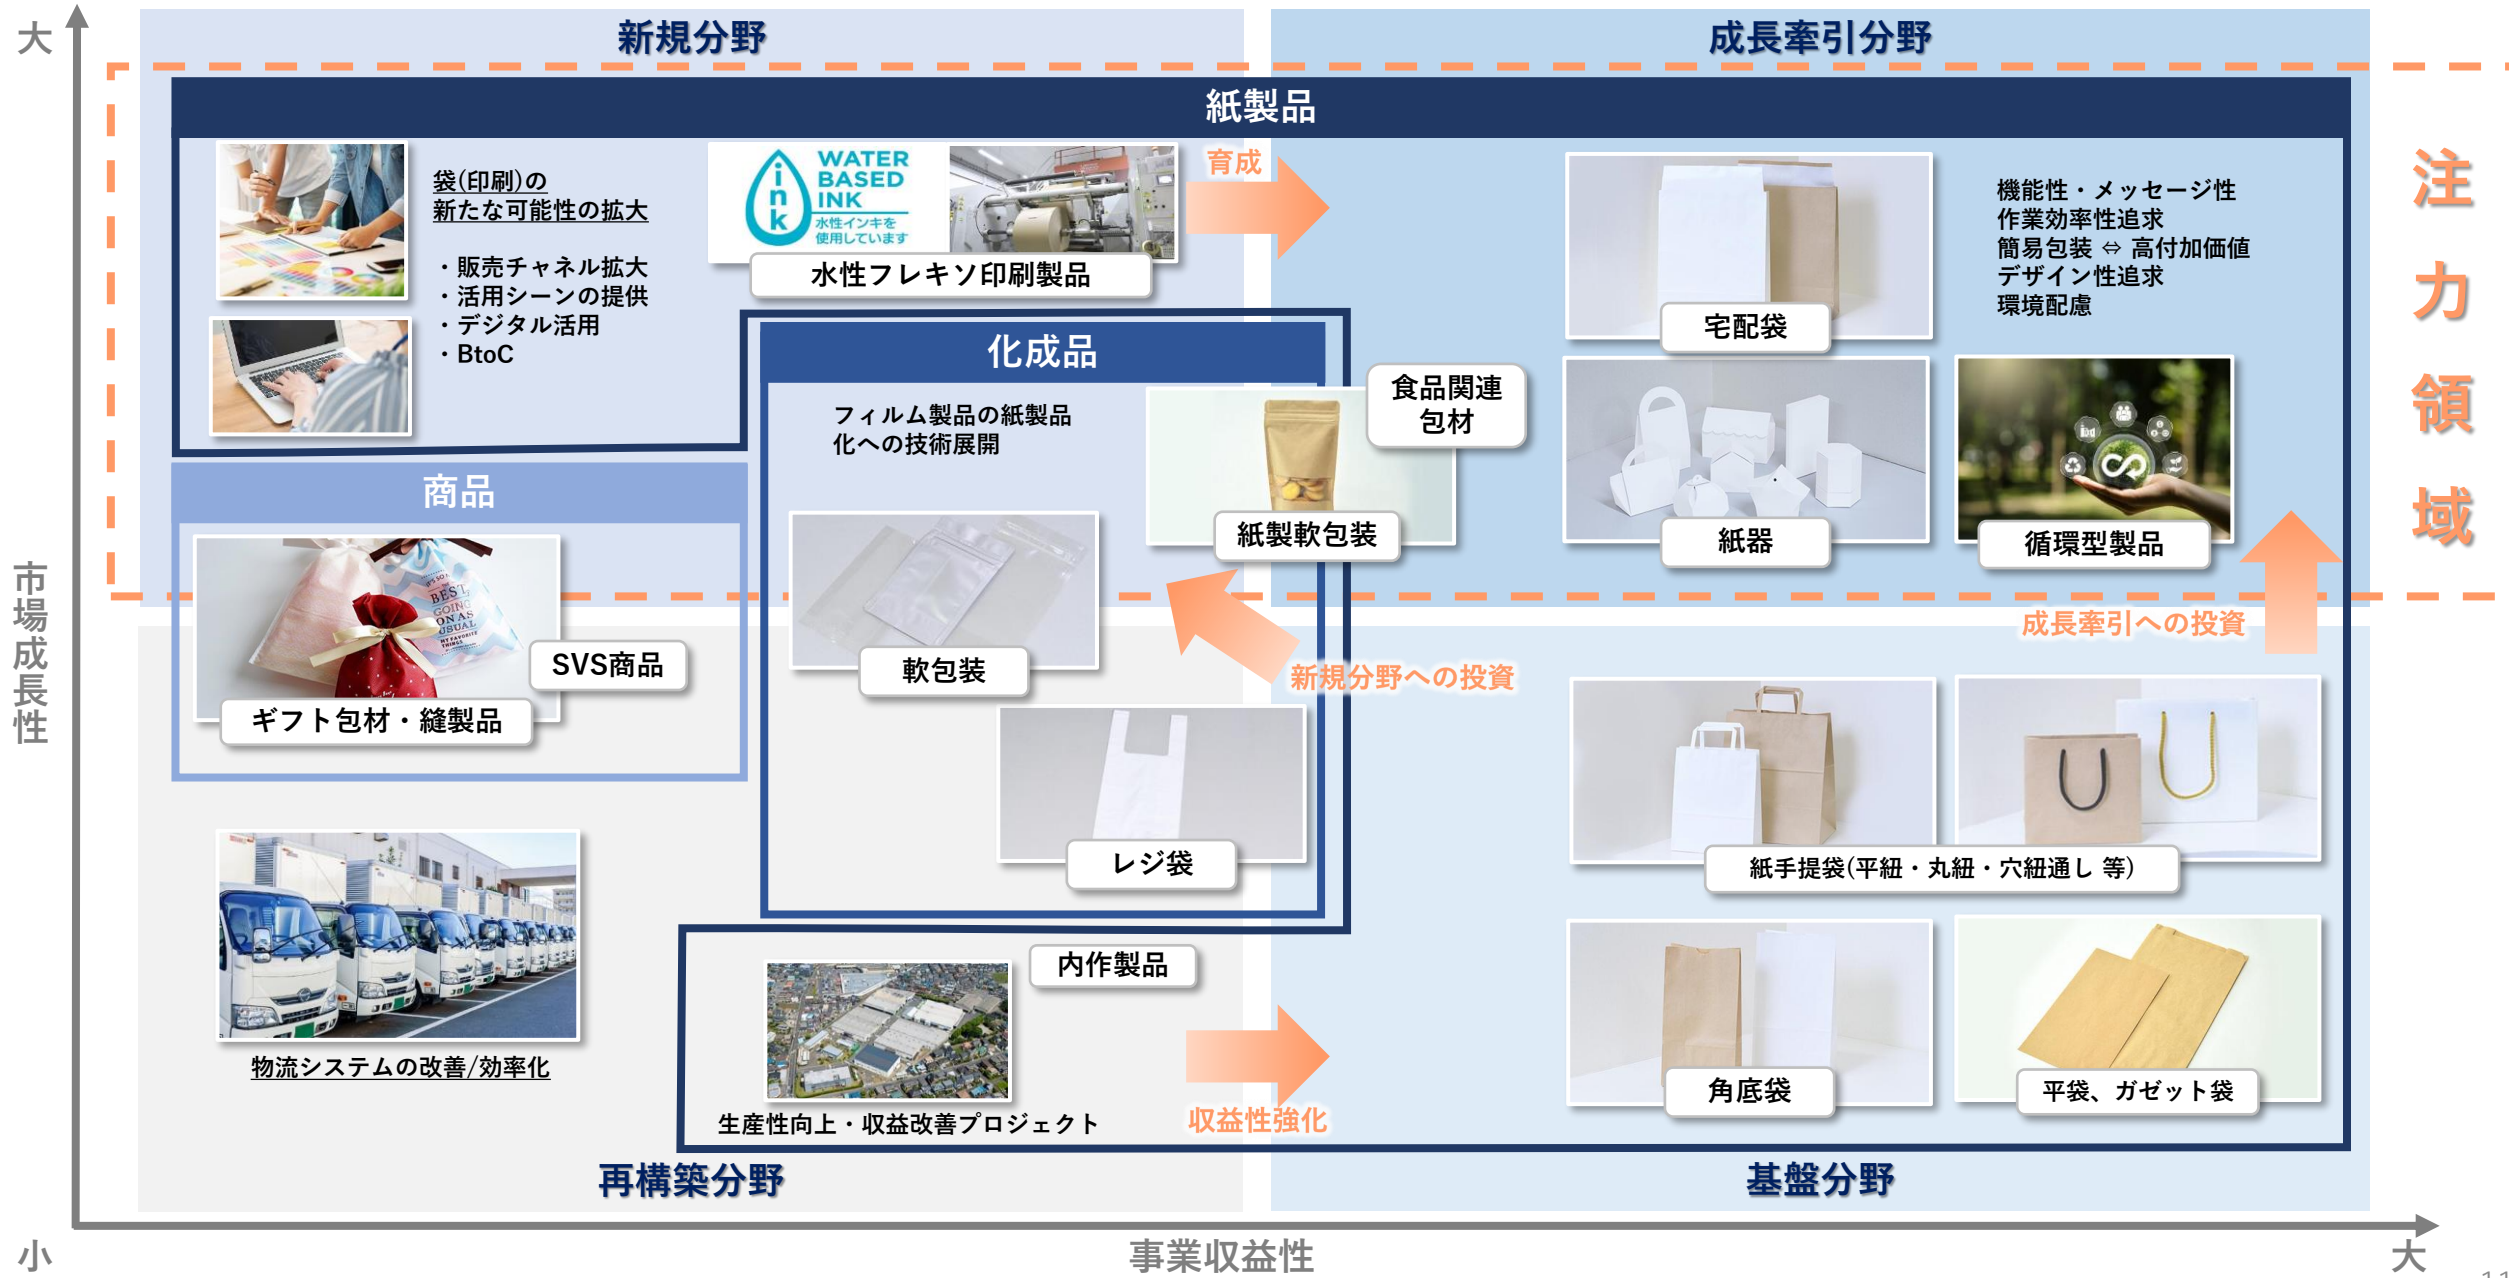 大
新規分野
成長牽引分野
紙製品
袋(印刷)の
新たな可能性の拡大
・販売チャネル拡大
・活用シーンの提供
・デジタル活用
・BtoC
ink
WATER
BASED
INK
水性インキを
使用しています
水性フレキソ印刷製品
育成
宅配袋
機能性・メッセージ性
作業効率性追求
簡易包装 ⇔ 高付加価値
デザイン性追求
環境配慮
注力領域
化成品
フィルム製品の紙製品
化への技術展開
食品関連
包材
紙製軟包装
紙器
循環型製品
商品
BEST
GOING
ON AS
USUAL
MY FAVORITE
THINGS
SVS商品
ギフト包材・縫製品
軟包装
レジ袋
新規分野への投資
成長牽引への投資
市場成長性
紙手提袋(平紐・丸紐・穴紐通し 等)
物流システムの改善/効率化
内作製品
生産性向上・収益改善プロジェクト
収益性強化
角底袋
平袋、ガゼット袋
再構築分野
基盤分野
小
事業収益性
大